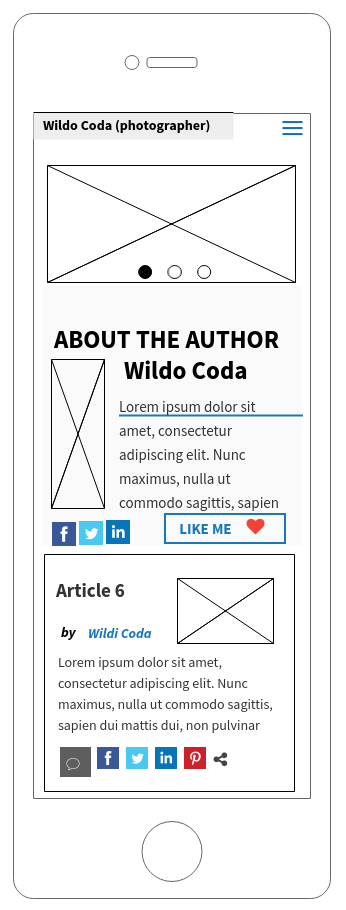 Wildo Coda (photographer)
ABOUT THE AUTHOR
Wildo Coda
Lorem ipsum dolor sit
amet, consectetur
adipiscing elit. Nunc
maximus, nulla ut
commodo sagittis, sapien
LIKE ME
Article 6
by Wildi Coda
Lorem ipsum dolor sit amet,
consectetur adipiscing elit. Nunc
maximus, nulla ut commodo sagittis,
sapien dui mattis dui, non pulvinar